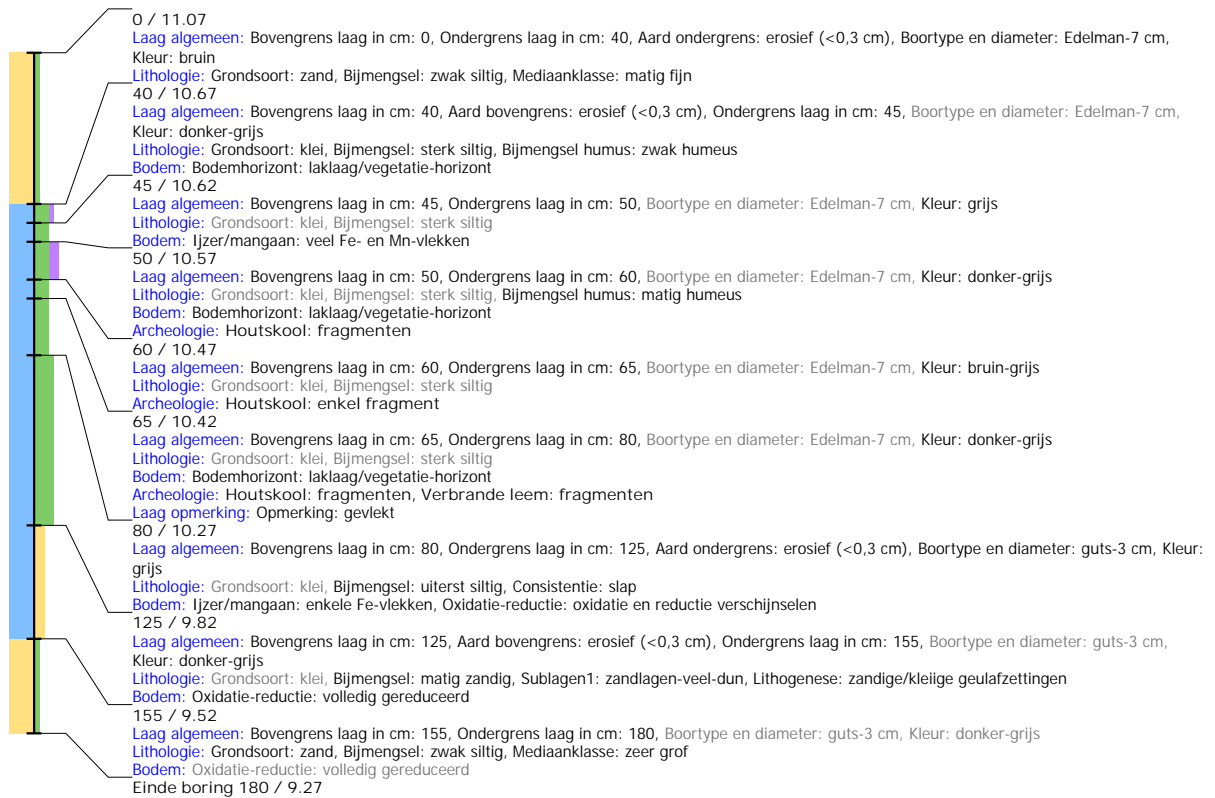 0 / 11.07
Laag algemeen: Bovengrens laag in cm: 0, Ondergrens laag in cm: 40, Aard ondergrens: erosief (<0,3 cm), Boortype en diameter: Edelman-7 cm,
Kleur: bruin
Lithologie: Grondsoort: zand, Bijmengsel: zwak siltig, Mediaanklasse: matig fijn
40 / 10.67
Laag algemeen: Bovengrens laag in cm: 40, Aard bovengrens: erosief (<0,3 cm), Ondergrens laag in cm: 45, Boortype en diameter: Edelman-7 cm,
Kleur: donker-grijs
Lithologie: Grondsoort: klei, Bijmengsel: sterk siltig, Bijmengsel humus: zwak humeus
Bodem: Bodemhorizont: laklaag/vegetatie-horizont
45 / 10.62
Laag algemeen: Bovengrens laag in cm: 45, Ondergrens laag in cm: 50, Boortype en diameter: Edelman-7 cm, Kleur: grijs
Lithologie: Grondsoort: klei, Bijmengsel: sterk siltig
Bodem: Ijzer/mangaan: veel Fe- en Mn-vlekken
50 / 10.57
Laag algemeen: Bovengrens laag in cm: 50, Ondergrens laag in cm: 60, Boortype en diameter: Edelman-7 cm, Kleur: donker-grijs
Lithologie: Grondsoort: klei, Bijmengsel: sterk siltig, Bijmengsel humus: matig humeus
Bodem: Bodemhorizont: laklaag/vegetatie-horizont
Archeologie: Houtskool: fragmenten
60 / 10.47
Laag algemeen: Bovengrens laag in cm: 60, Ondergrens laag in cm: 65, Boortype en diameter: Edelman-7 cm, Kleur: bruin-grijs
Lithologie: Grondsoort: klei, Bijmengsel: sterk siltig
Archeologie: Houtskool: enkel fragment
65 / 10.42
Laag algemeen: Bovengrens laag in cm: 65, Ondergrens laag in cm: 80, Boortype en diameter: Edelman-7 cm, Kleur: donker-grijs
Lithologie: Grondsoort: klei, Bijmengsel: sterk siltig
Bodem: Bodemhorizont: laklaag/vegetatie-horizont
Archeologie: Houtskool: fragmenten, Verbrande leem: fragmenten
Laag opmerking: Opmerking: gevlekt
80 / 10.27
Laag algemeen: Bovengrens laag in cm: 80, Ondergrens laag in cm: 125, Aard ondergrens: erosief (<0,3 cm), Boortype en diameter: guts-3 cm, Kleur:
grijs
Lithologie: Grondsoort: klei, Bijmengsel: uiterst siltig, Consistentie: slap
Bodem: Ijzer/mangaan: enkele Fe-vlekken, Oxidatie-reductie: oxidatie en reductie verschijnselen
125 / 9.82
Laag algemeen: Bovengrens laag in cm: 125, Aard bovengrens: erosief (<0,3 cm), Ondergrens laag in cm: 155, Boortype en diameter: guts-3 cm,
Kleur: donker-grijs
Lithologie: Grondsoort: klei, Bijmengsel: matig zandig, Sublagen1: zandlagen-veel-dun, Lithogenese: zandige/kleiige geulafzettingen
Bodem: Oxidatie-reductie: volledig gereduceerd
155 / 9.52
Laag algemeen: Bovengrens laag in cm: 155, Ondergrens laag in cm: 180, Boortype en diameter: guts-3 cm, Kleur: donker-grijs
Lithologie: Grondsoort: zand, Bijmengsel: zwak siltig, Mediaanklasse: zeer grof
Bodem: Oxidatie-reductie: volledig gereduceerd
Einde boring 180 / 9.27